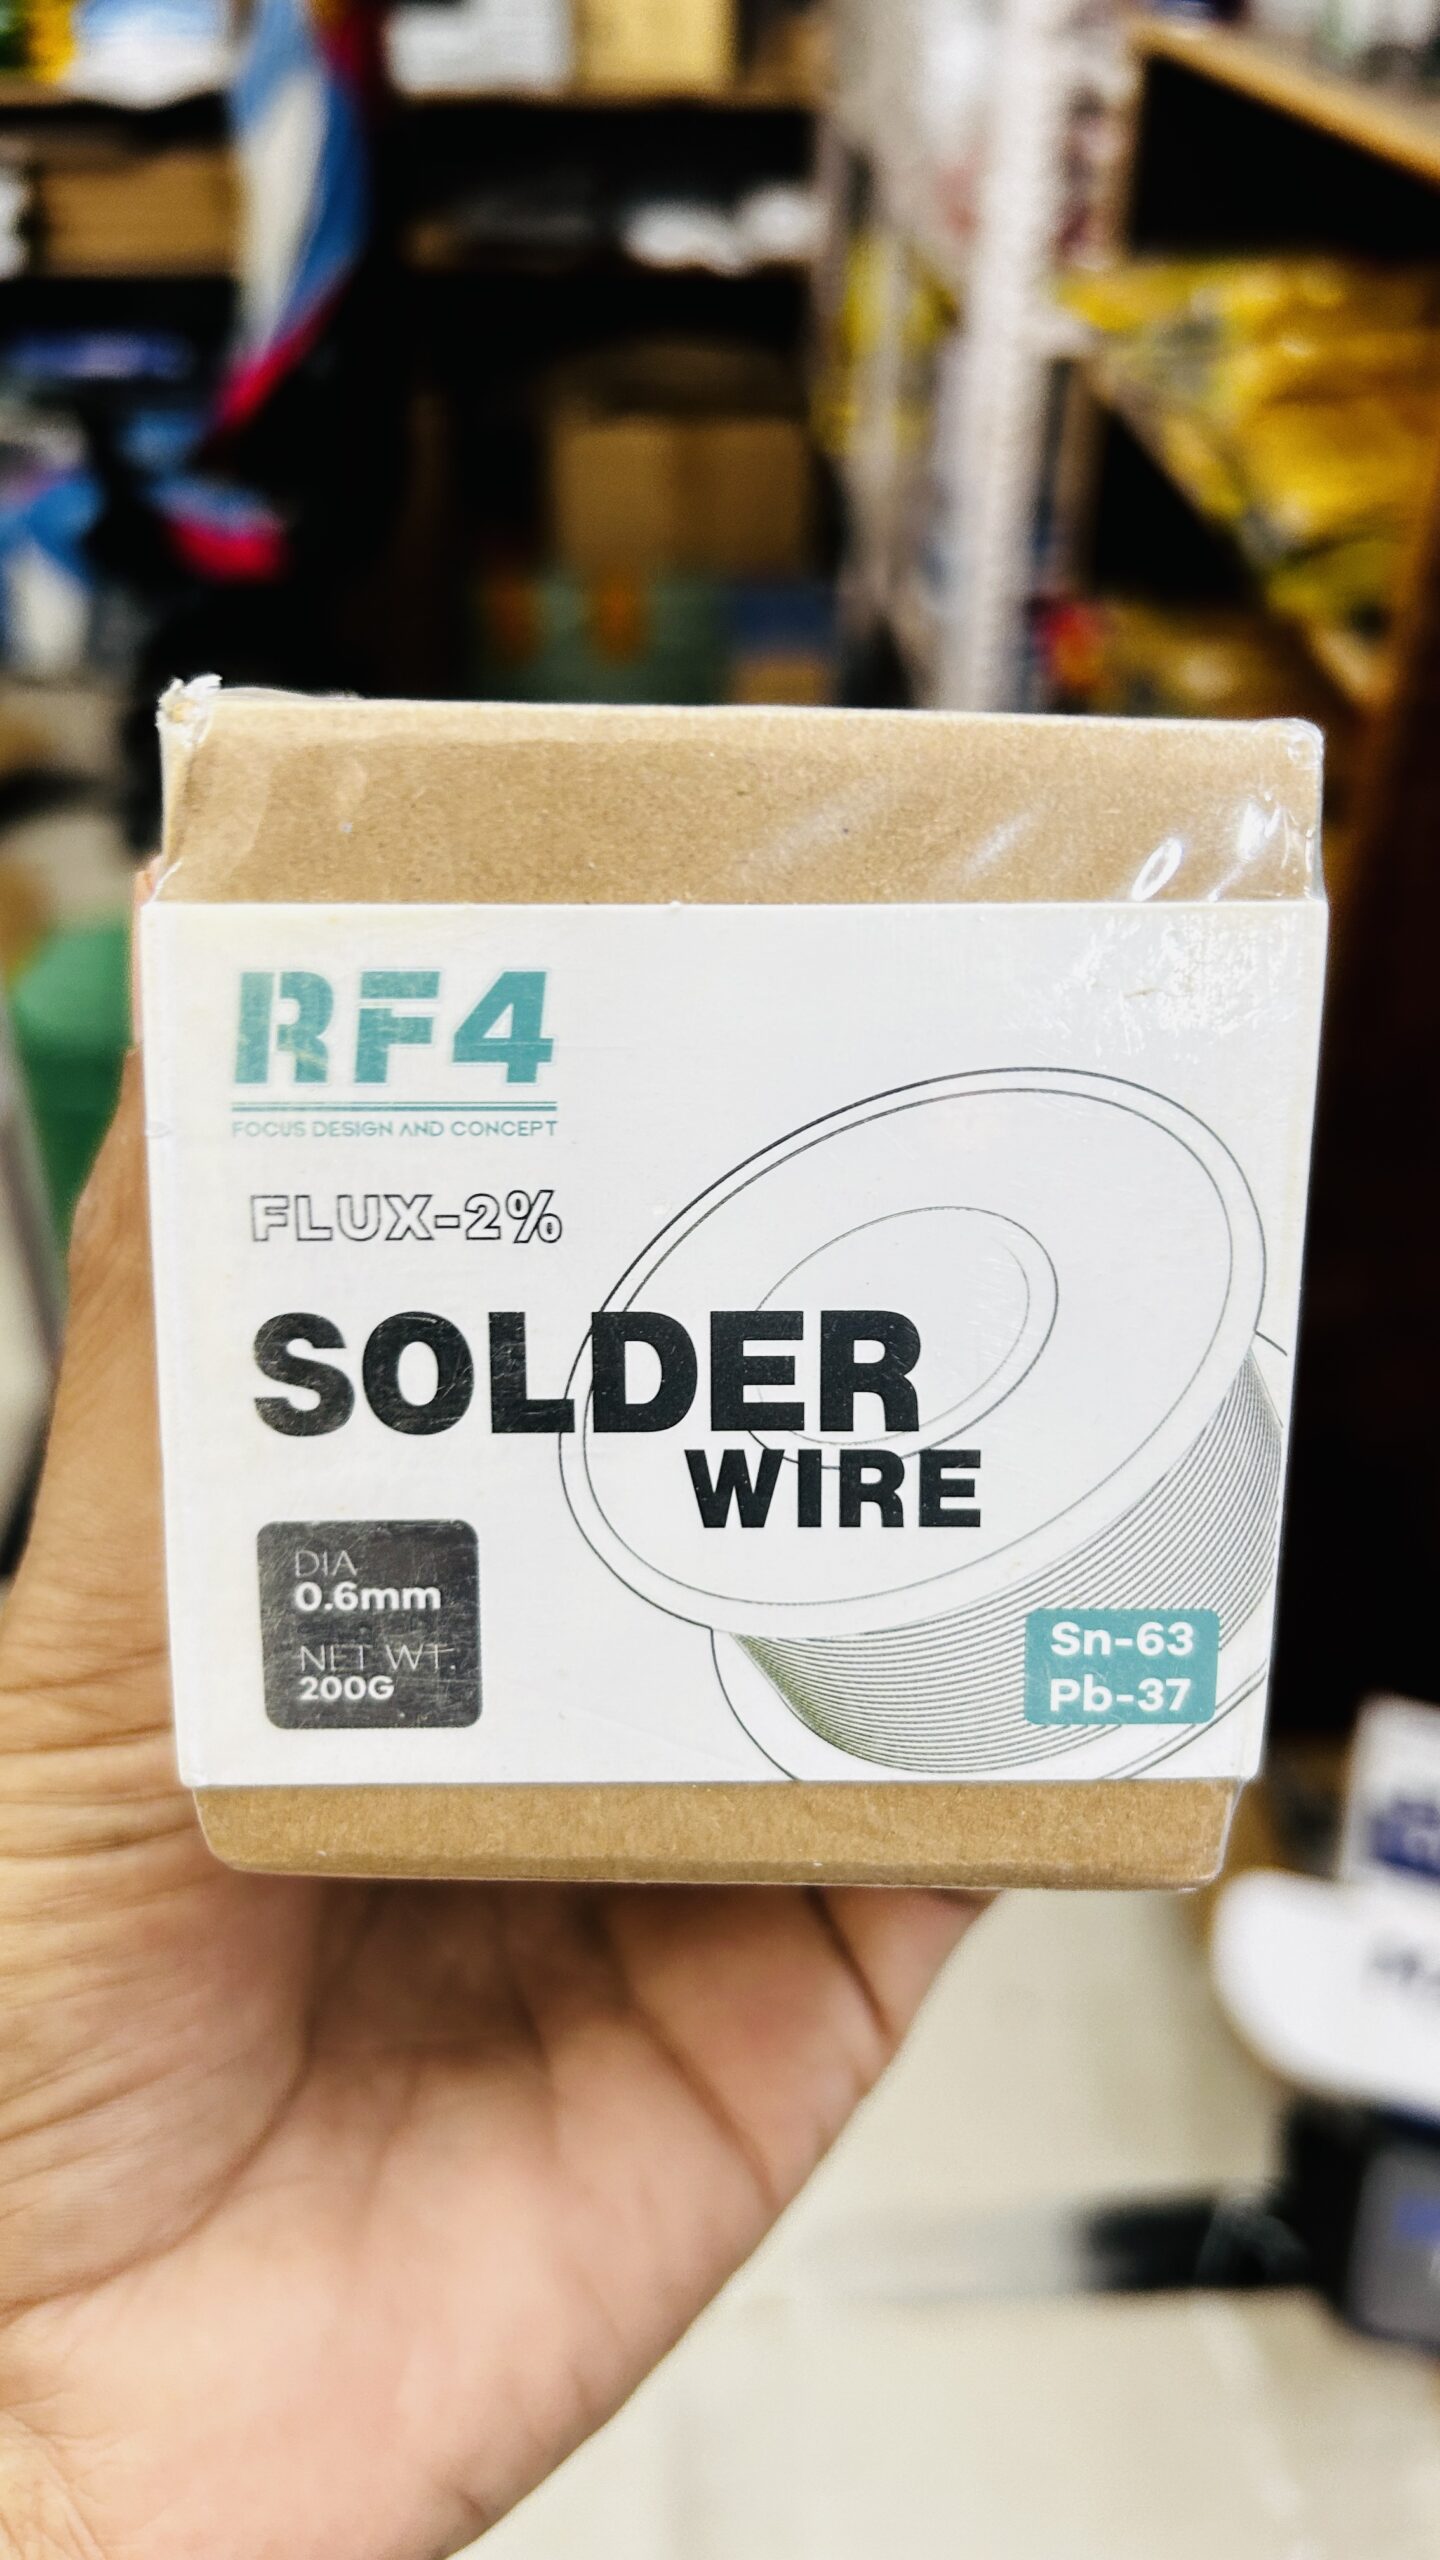 RF4
FOCUS DESIGN AND CONCEPT
FLUX-2%
SOLDER
WIRE
DIA
0.6mm
NET WT.
200G
Sn-63
Pb-37